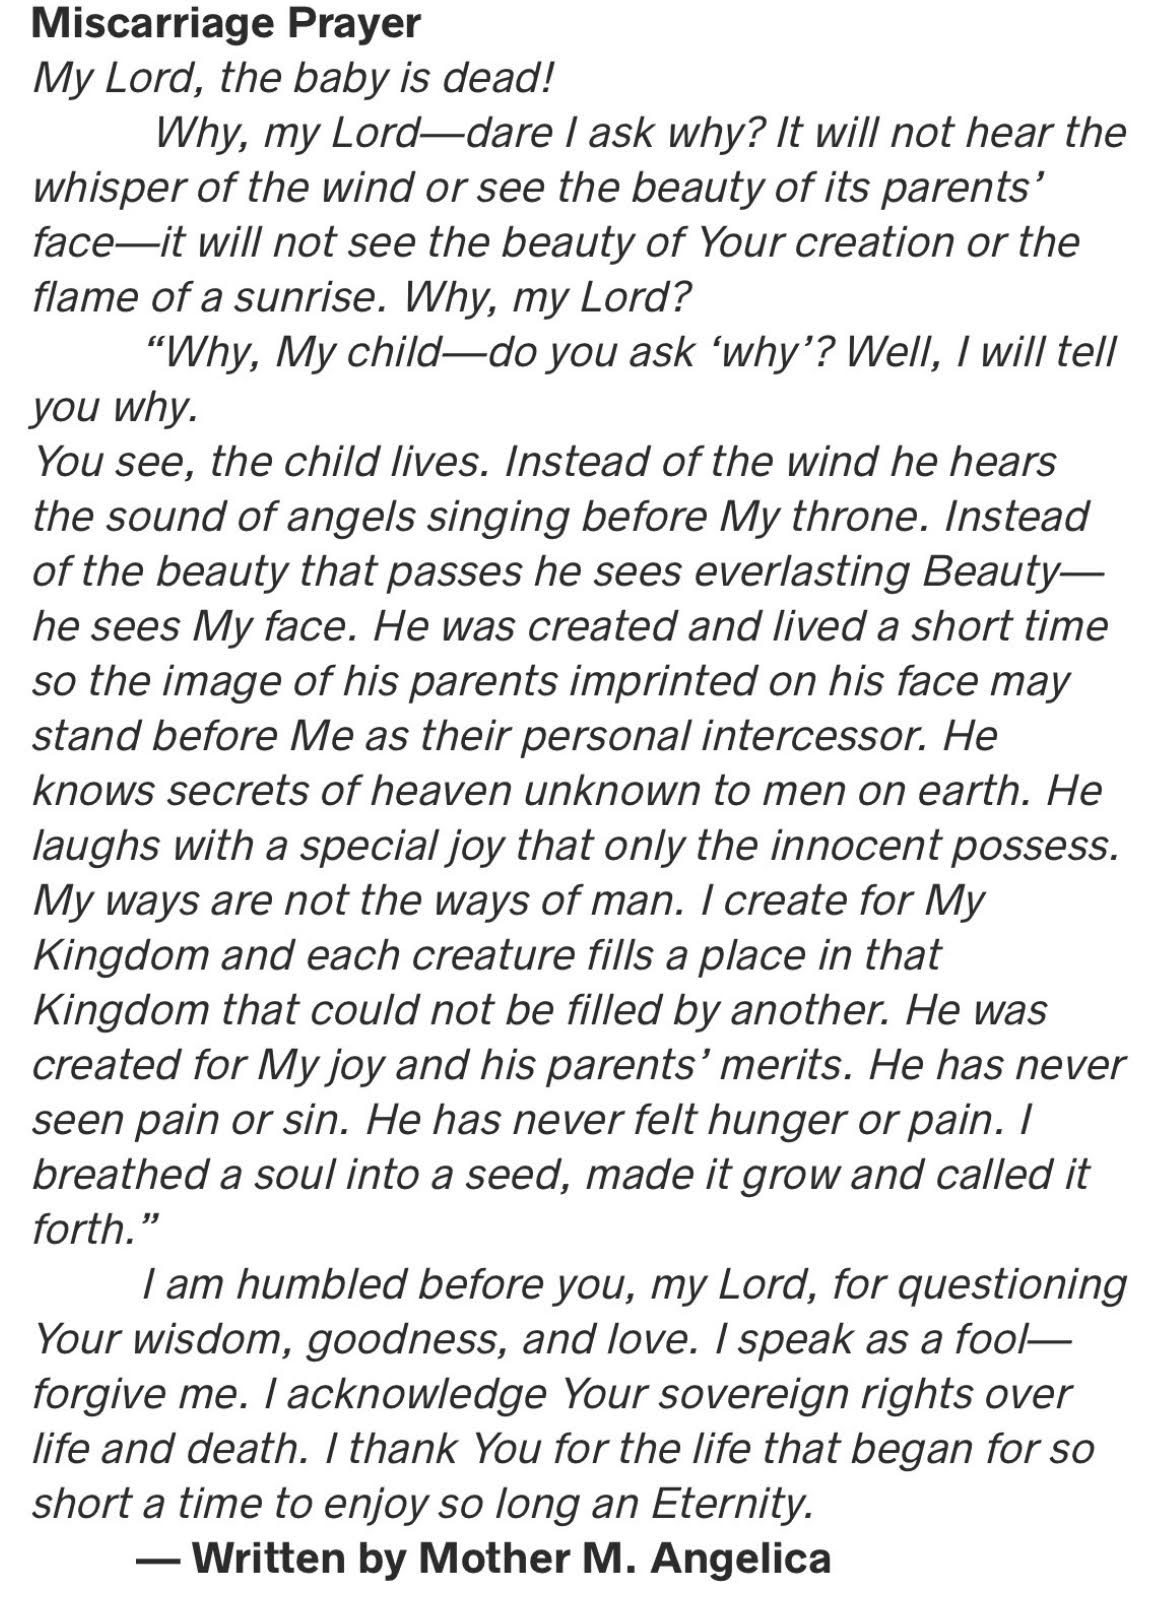 Miscarriage Prayer
My Lord, the baby is dead!
Why, my Lord—dare I ask why? It will not hear the
whisper of the wind or see the beauty of its parents’
face—it will not see the beauty of Your creation or the
flame of a sunrise. Why, my Lord?
“Why, My child—do you ask ‘why’? Well, I will tell
you why.
You see, the child lives. Instead of the wind he hears
the sound of angels singing before My throne. Instead
of the beauty that passes he sees everlasting Beauty—
he sees My face. He was created and lived a short time
so the image of his parents imprinted on his face may
stand before Me as their personal intercessor. He
knows secrets of heaven unknown to men on earth. He
laughs with a special joy that only the innocent possess.
My ways are not the ways of man. I create for My
Kingdom and each creature fills a place in that
Kingdom that could not be filled by another. He was
created for My joy and his parents’ merits. He has never
seen pain or sin. He has never felt hunger or pain. I
breathed a soul into a seed, made it grow and called it
forth.”
I am humbled before you, my Lord, for questioning
Your wisdom, goodness, and love. I speak as a fool—
forgive me. I acknowledge Your sovereign rights over
life and death. I thank You for the life that began for so
short a time to enjoy so long an Eternity.
— Written by Mother M. Angelica